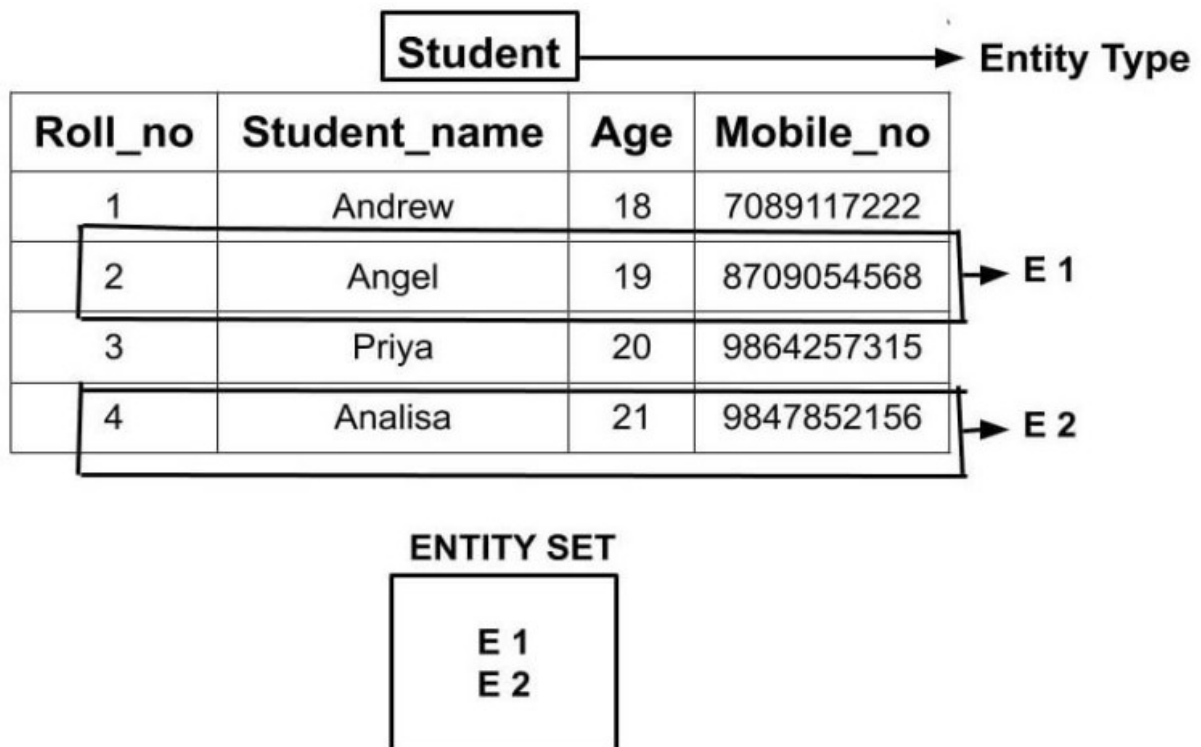 Student Entity Type
Roll_no Student_name Age Mobile_no
1 Andrew 18 7089117222
2 Angel 19 8709054568 E 1
3 Priya 20 9864257315
4 Analisa 21 9847852156 E 2
ENTITY SET
E 1
E 2